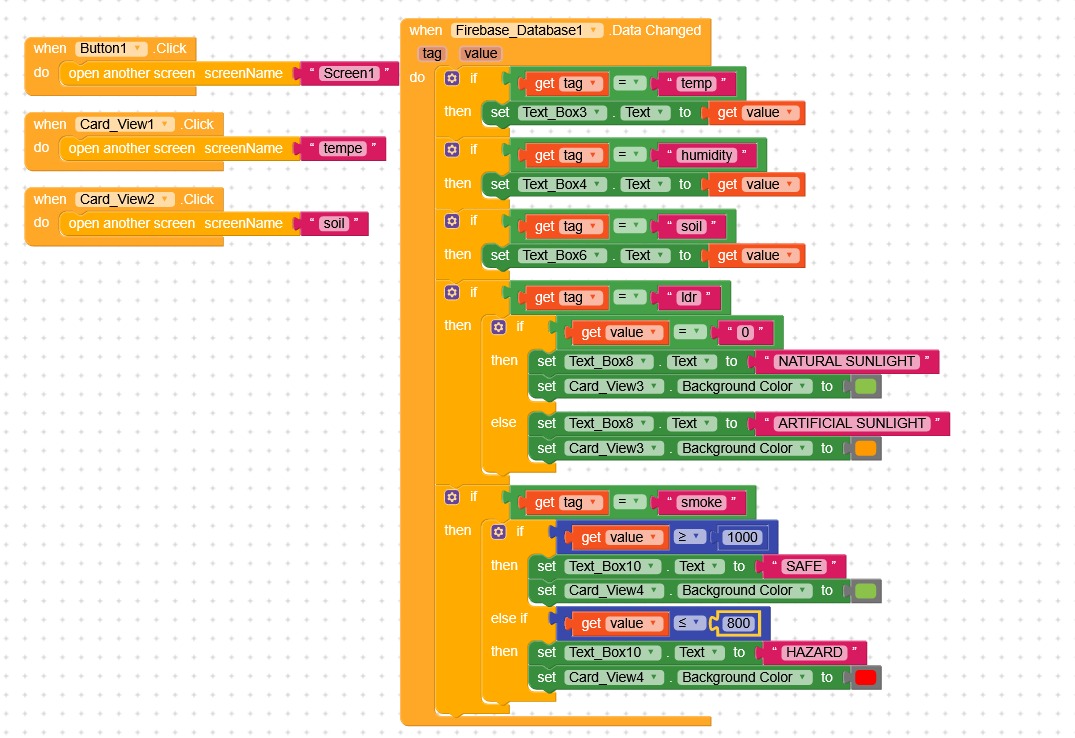 when Button1 .Click
do open another screen screenName " Screen1 "
when Card_View1 .Click
do open another screen screenName " tempe "
when Card_View2 .Click
do open another screen screenName " soil "
when Firebase_Database1 .Data Changed
tag value
do if get tag = " temp "
then set Text_Box3 . Text to get value
if get tag = " humidity "
then set Text_Box4 . Text to get value
if get tag = " soil "
then set Text_Box6 . Text to get value
if get tag = " ldr "
then if get value = " 0 "
then set Text_Box8 . Text to " NATURAL SUNLIGHT "
set Card_View3 . Background Color to
else set Text_Box8 . Text to " ARTIFICIAL SUNLIGHT "
set Card_View3 . Background Color to
if get tag = " smoke "
then if get value ≥ 1000
then set Text_Box10 . Text to " SAFE "
set Card_View4 . Background Color to
else if get value ≤ 800
then set Text_Box10 . Text to " HAZARD "
set Card_View4 . Background Color to